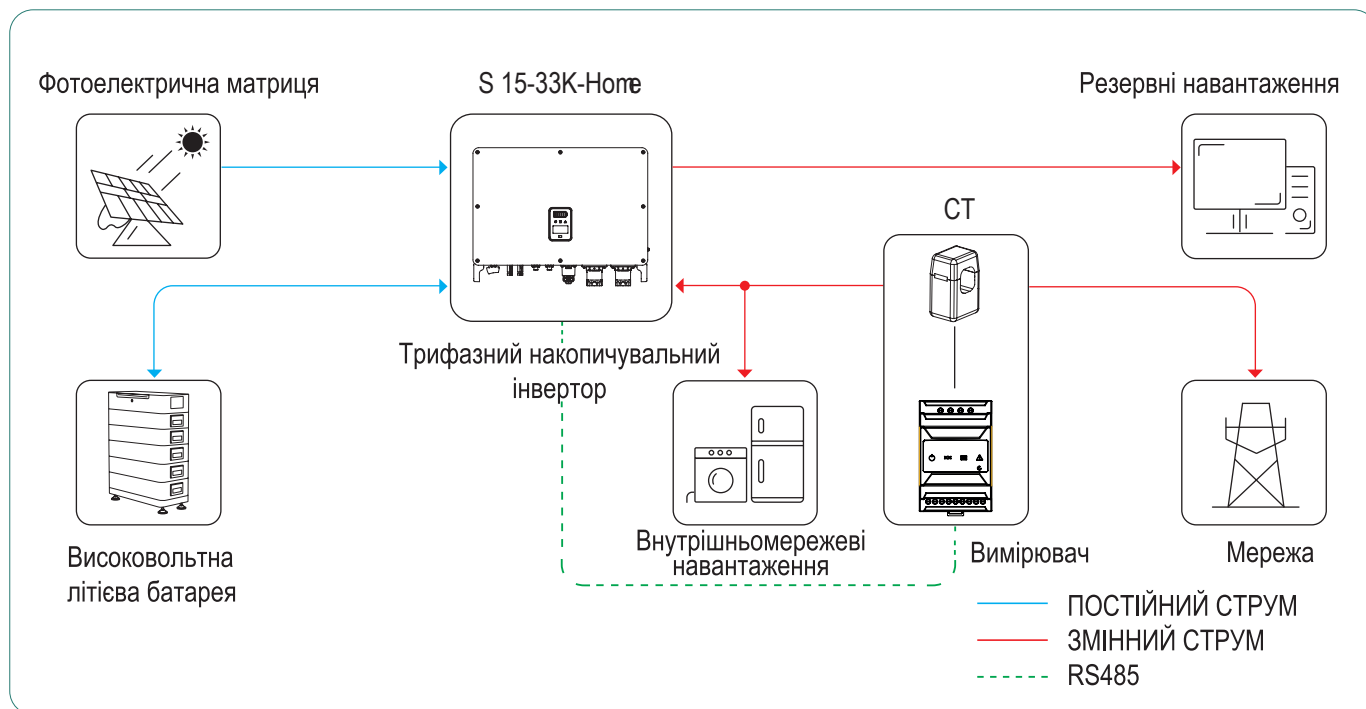 Фотоелектрична матриця
S 15-33K-Home
Резервні навантаження
CT
Трифазний накопичувальний
інвертор
Високовольтна
літієва батарея
Внутрішньомережеві
навантаження
Вимірювач
Мережа
ПОСТІЙНИЙ СТРУМ
ЗМІННИЙ СТРУМ
RS485